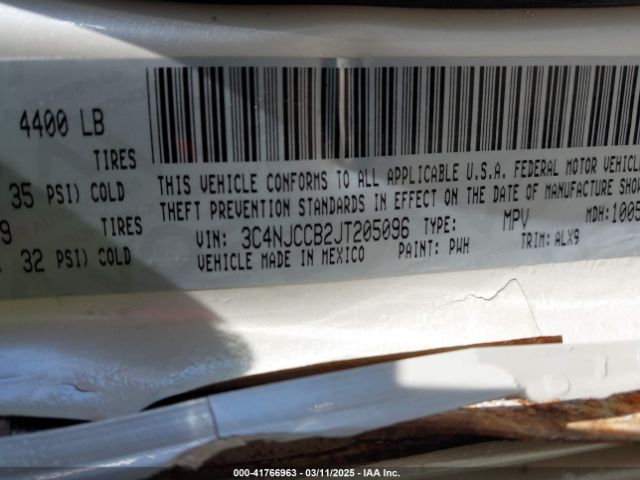 4400 LB
TIRES
35 PSI) COLD
9 TIRES
32 PSI) COLD
THIS VEHICLE CONFORMS TO ALL APPLICABLE U.S.A. FEDERAL MOTOR VEHICLE
THEFT PREVENTION STANDARDS IN EFFECT ON THE DATE OF MANUFACTURE SHO
VIN: 3C4NJCCB2JT205096 TYPE: MPV MDH:1005
VEHICLE MADE IN MEXICO PAINT: PWH TRIM: ALX9
000-41766963 - 03/11/2025 - IAA Inc.